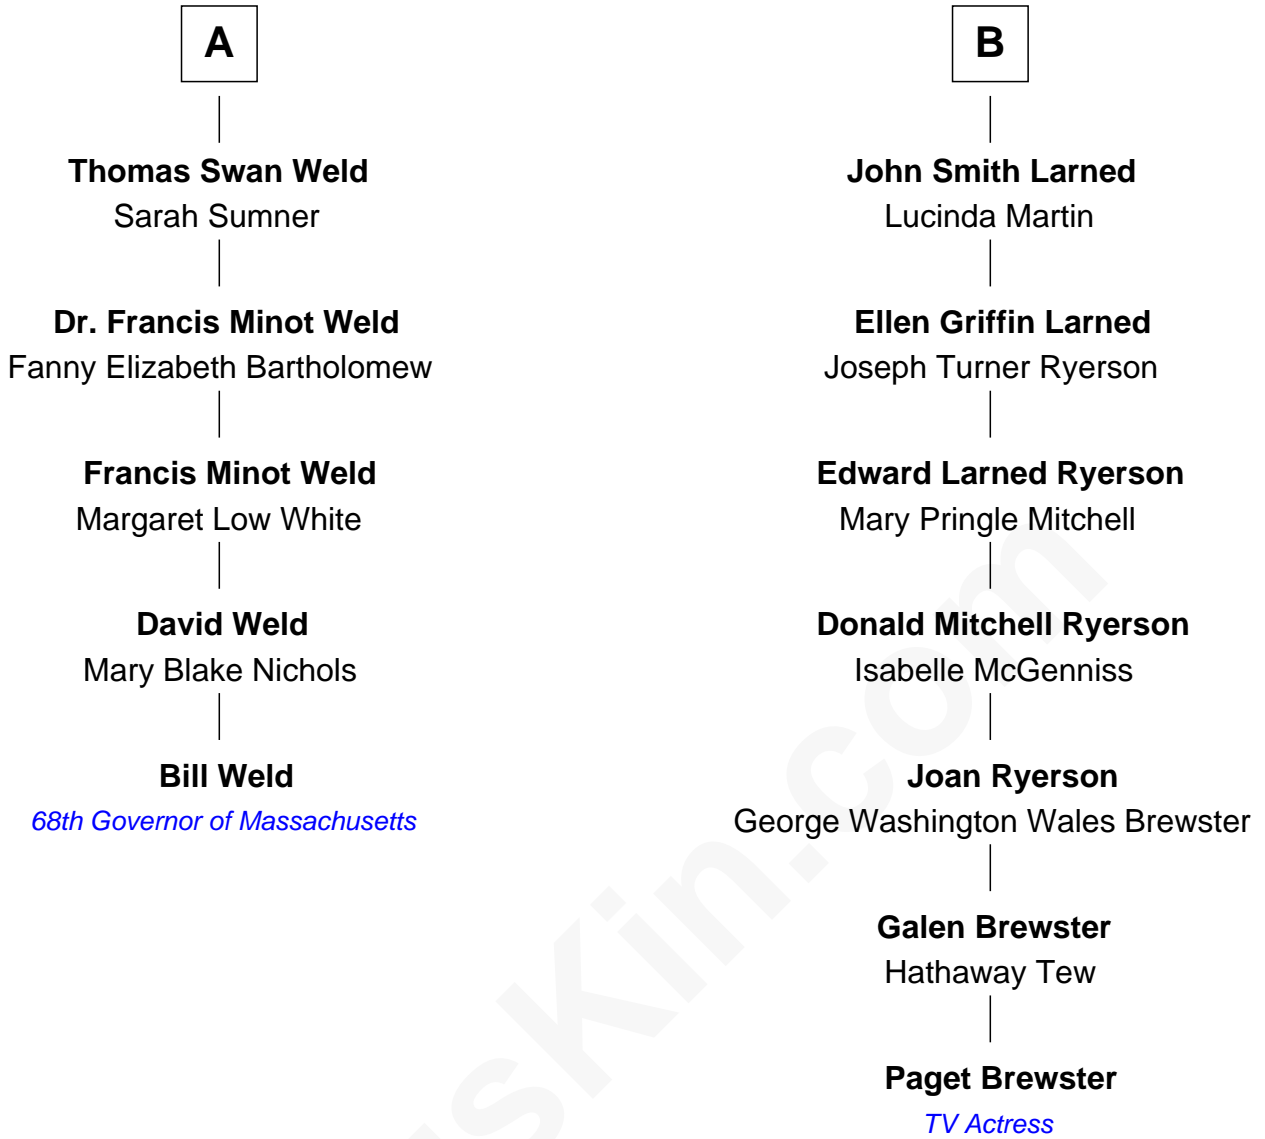 A
Thomas Swan Weld
Sarah Sumner
Dr. Francis Minot Weld
Fanny Elizabeth Bartholomew
Francis Minot Weld
Margaret Low White
David Weld
Mary Blake Nichols
Bill Weld
68th Governor of Massachusetts
B
John Smith Larned
Lucinda Martin
Ellen Griffin Larned
Joseph Turner Ryerson
Edward Larned Ryerson
Mary Pringle Mitchell
Donald Mitchell Ryerson
Isabelle McGenniss
Joan Ryerson
George Washington Wales Brewster
Galen Brewster
Hathaway Tew
Paget Brewster
TV Actress
sKin.com